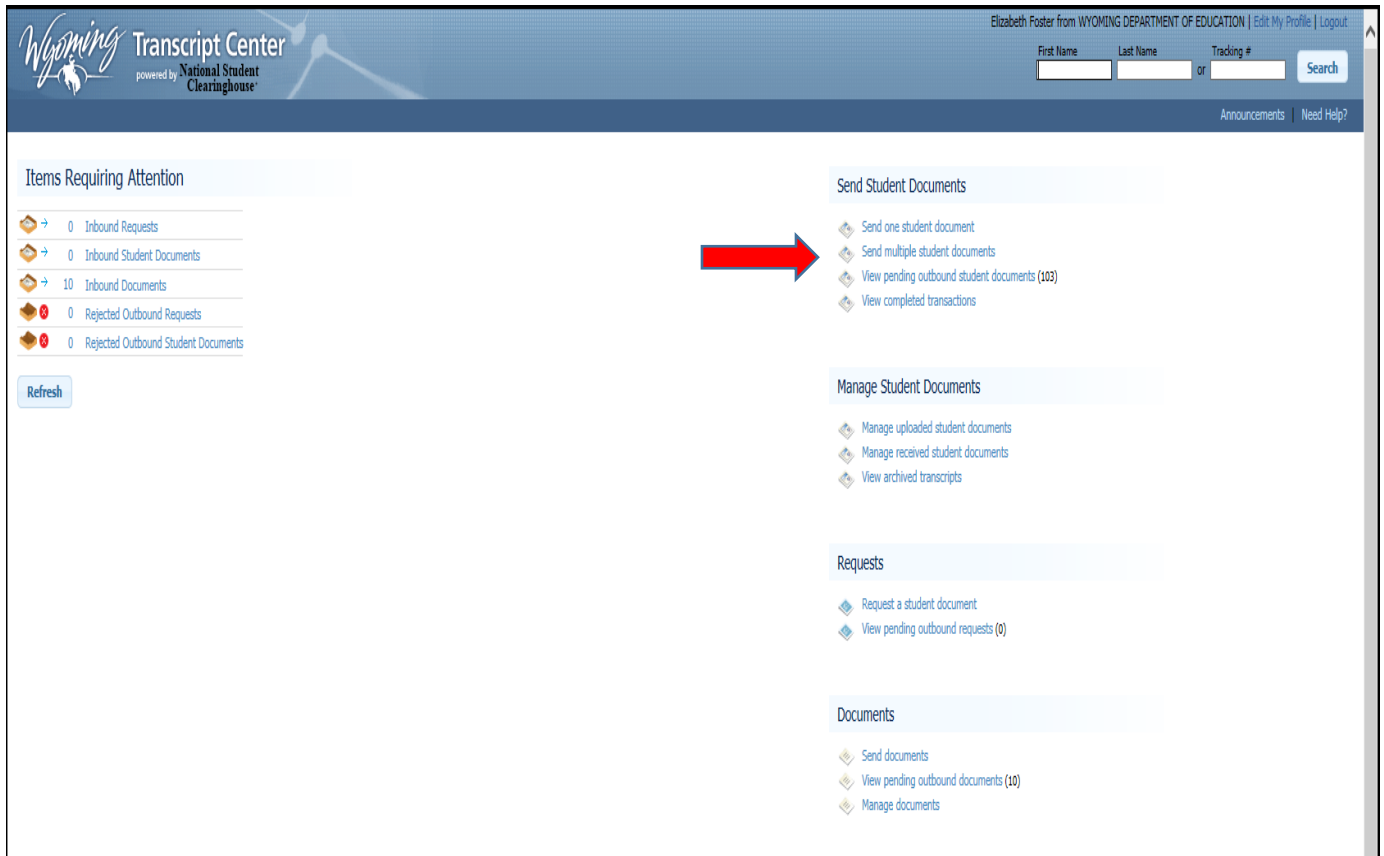 Elizabeth Foster from WYOMING DEPARTMENT OF EDUCATION | Edit My Profile | Logout
Wyoming Transcript Center
powered by National Student
Clearinghouse
First Name Last Name Tracking #
or Search
Announcements | Need Help?
Items Requiring Attention
0 Inbound Requests
0 Inbound Student Documents
10 Inbound Documents
0 Rejected Outbound Requests
0 Rejected Outbound Student Documents
Refresh
Send Student Documents
Send one student document
Send multiple student documents
View pending outbound student documents (103)
View completed transactions
Manage Student Documents
Manage uploaded student documents
Manage received student documents
View archived transcripts
Requests
Request a student document
View pending outbound requests (0)
Documents
Send documents
View pending outbound documents (10)
Manage documents